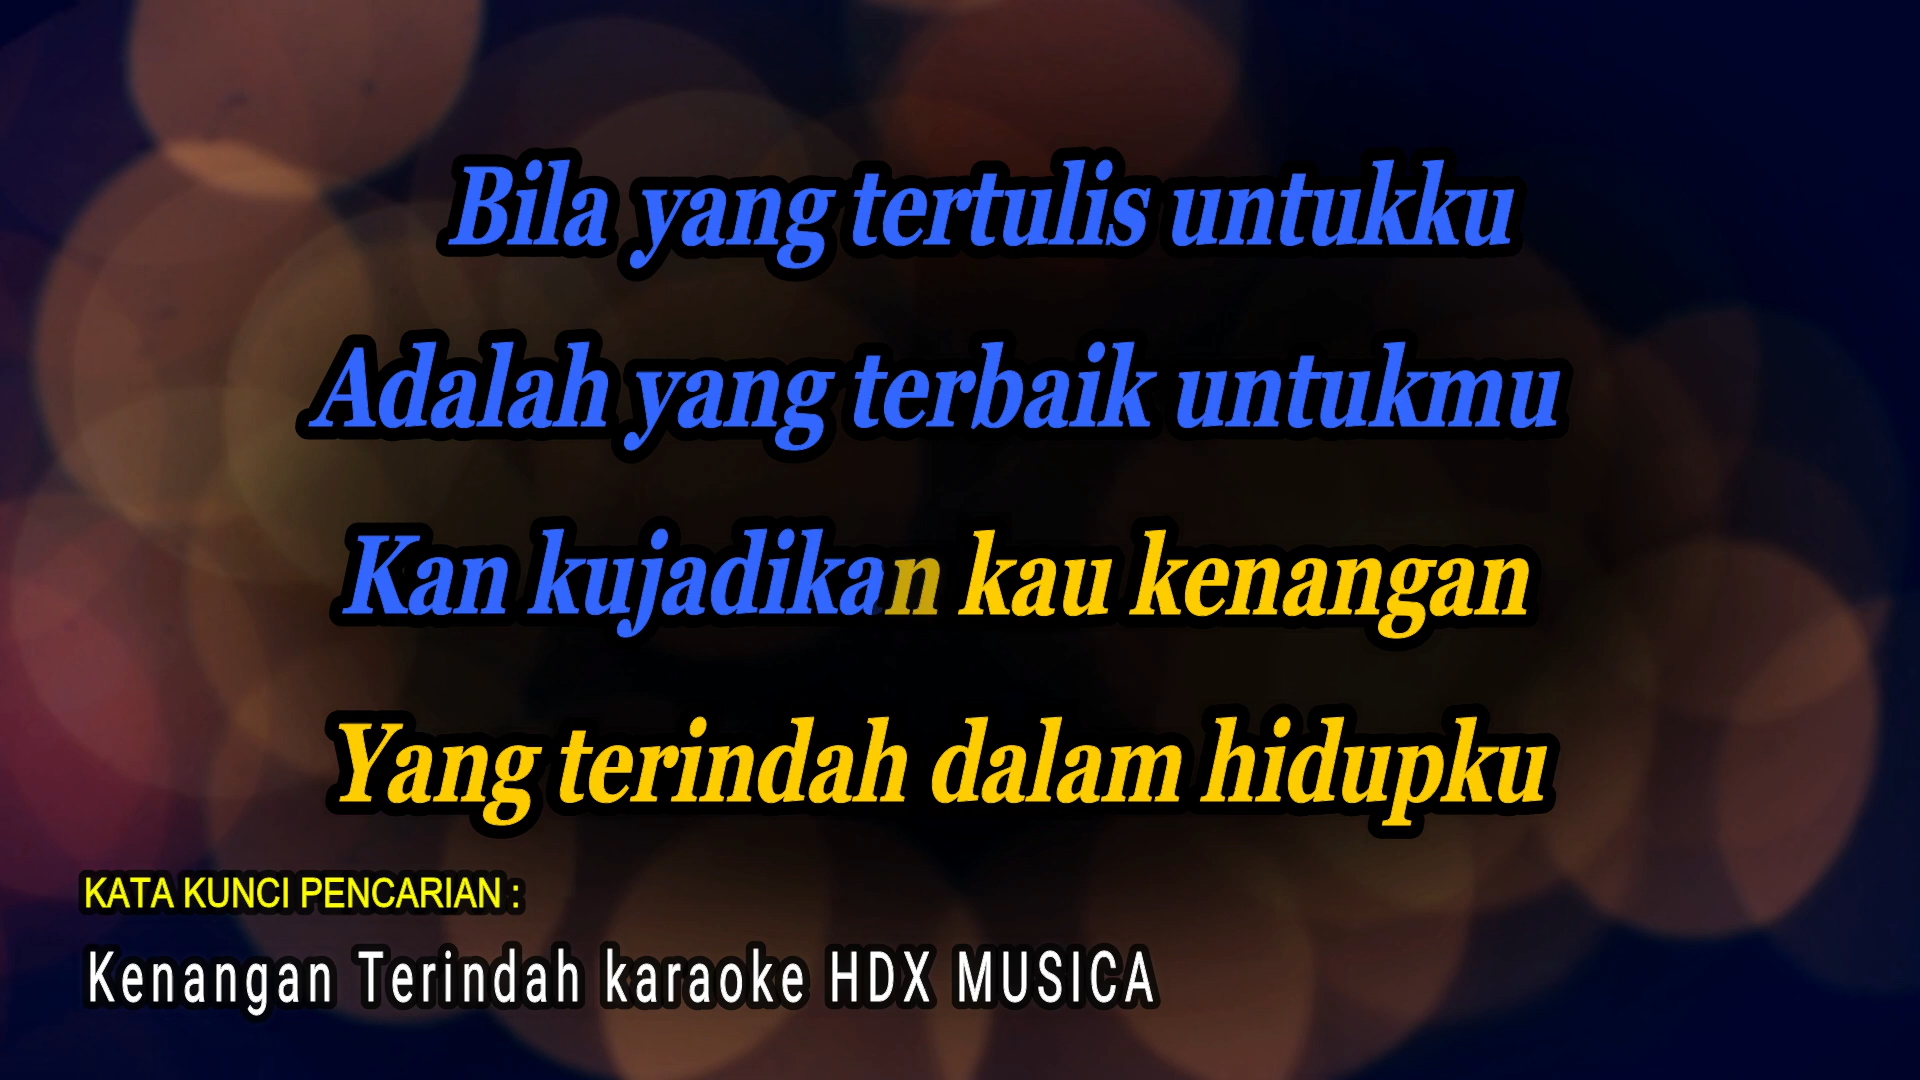 Bila yang tertulis untukku
Adalah yang terbaik untukmu
Kan kujadikan kau kenangan
Yang terindah dalam hidupku
KATA KUNCI PENCARIAN :
Kenangan Terindah karaoke HDX MUSICA